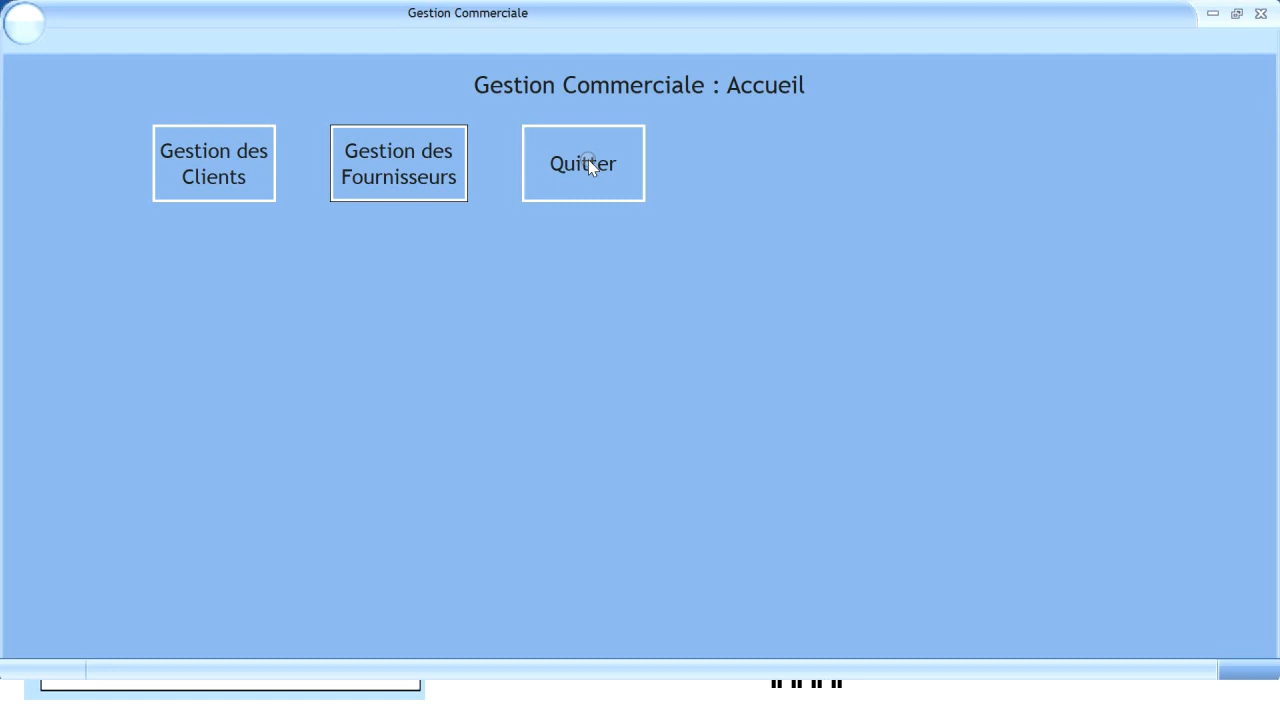 Gestion Commerciale
Gestion Commerciale : Accueil
Gestion des
Clients
Gestion des
Fournisseurs
Quitter